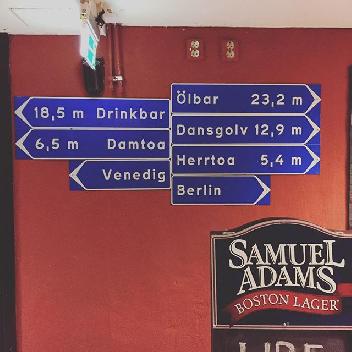 18,5 m Drinkbar
6,5 m Damtoa
Venedig
Ölbar 23,2 m
Dansgolv 12,9 m
Herrtoa 5,4 m
Berlin
SAMUEL
ADAMS
BOSTON LAGER